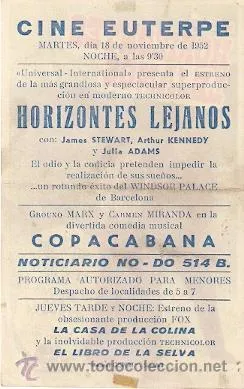 CINE EUTERPE
MARTES, día 18 de noviembre de 1952
NOCHE, a las 9'30
«Universal-International» presenta el ESTRENO
de la más grandiosa y espectacular superproduc-
ción en moderno TECHNICOLOR
HORIZONTES LEJANOS
con: James STEWART, Arthur KENNEDY
y Julia ADAMS
El odio y la codicia pretenden impedir la
realización de sus sueños...
...un rotundo éxito del WINDSOR PALACE
de Barcelona
GROUXO MARX y CARMEN MIRANDA en la
divertida comedia musical
COPACABANA
NOTICIARIO NO-DO 514 B.
PROGRAMA AUTORIZADO PARA MENORES
Despacho de localidades de 5 a 7
JUEVES TARDE y NOCHE: Estreno de la
obsesionante producción FOX
LA CASA DE LA COLINA
y la inolvidable producción TECHNICOLOR
EL LIBRO DE LA SELVA
todocoleccion.net